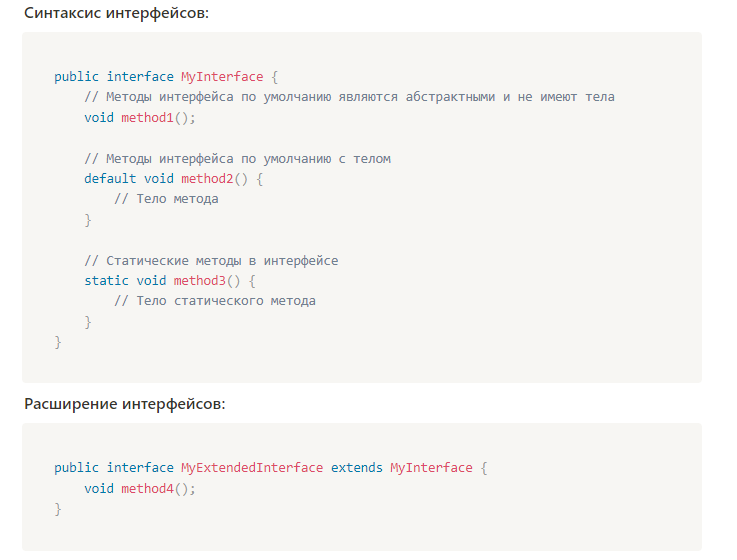 Синтаксис интерфейсов:
public interface MyInterface {
    // Методы интерфейса по умолчанию являются абстрактными и не имеют тела
    void method1();

    // Методы интерфейса по умолчанию с телом
    default void method2() {
        // Тело метода
    }

    // Статические методы в интерфейсе
    static void method3() {
        // Тело статического метода
    }
}
Расширение интерфейсов:
public interface MyExtendedInterface extends MyInterface {
    void method4();
}